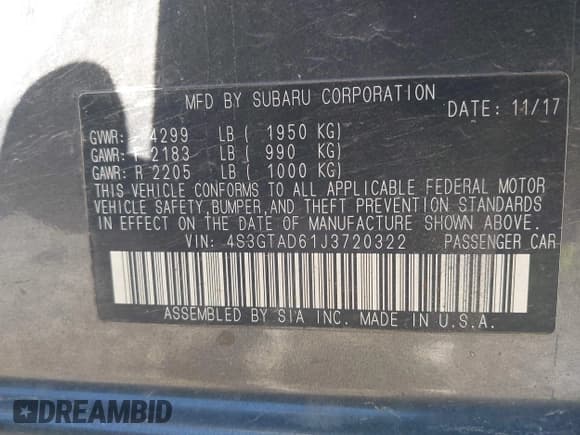 MFD BY SUBARU CORPORATION
DATE: 11/17
GVWR: 4299 LB ( 1950 KG)
GAWR: F 2183 LB ( 990 KG)
GAWR: R 2205 LB ( 1000 KG)
THIS VEHICLE CONFORMS TO ALL APPLICABLE FEDERAL MOTOR
VEHICLE SAFETY,BUMPER,AND THEFT PREVENTION STANDARDS
IN EFFECT ON THE DATE OF MANUFACTURE SHOWN ABOVE.
VIN: 4S3GTAD61J3720322 PASSENGER CAR
ASSEMBLED BY SIA INC. MADE IN U.S.A.
DREAMBID